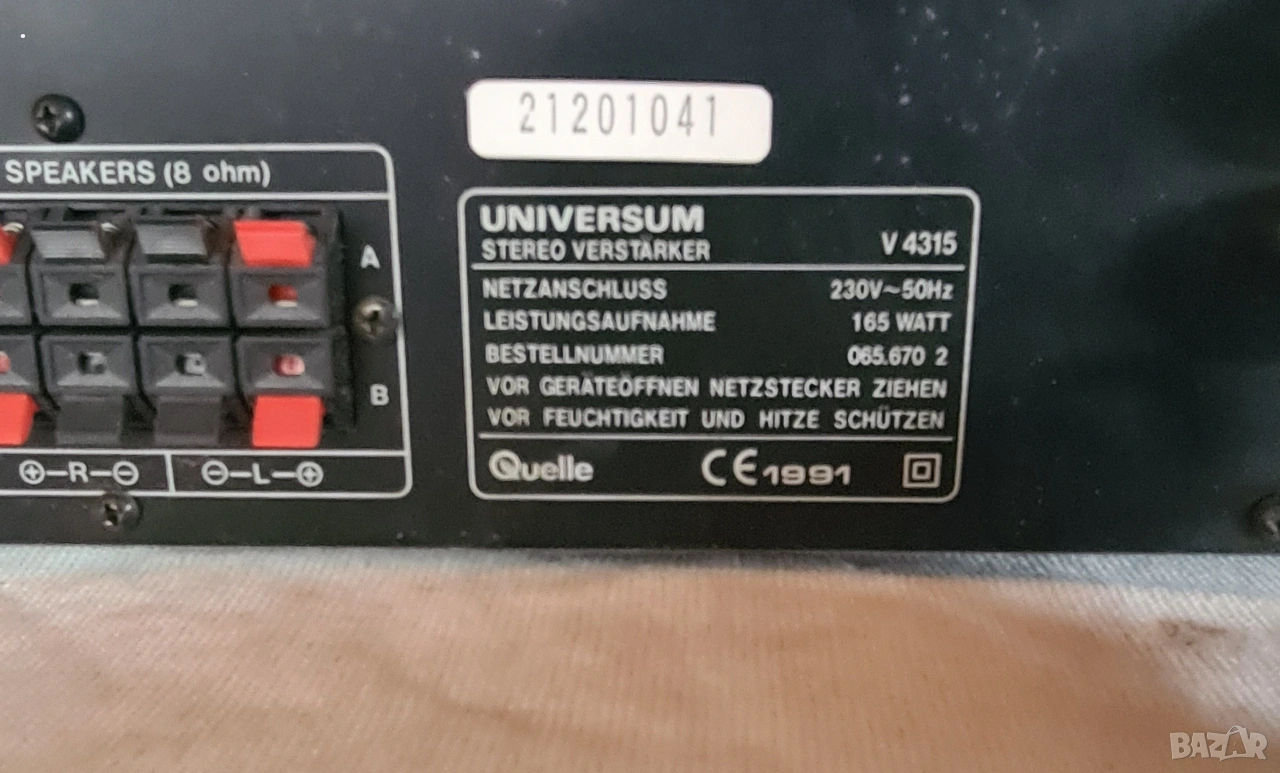 21201041
SPEAKERS (8 ohm)
A
B
⊕–R–⊖ ⊖–L–⊕
UNIVERSUM
STEREO VERSTÄRKER V 4315
NETZANSCHLUSS 230V~50Hz
LEISTUNGSAUFNAHME 165 WATT
BESTELLNUMMER 065.670 2
VOR GERÄTEÖFFNEN NETZSTECKER ZIEHEN
VOR FEUCHTIGKEIT UND HITZE SCHÜTZEN
Quelle CE 1991
BAZAR